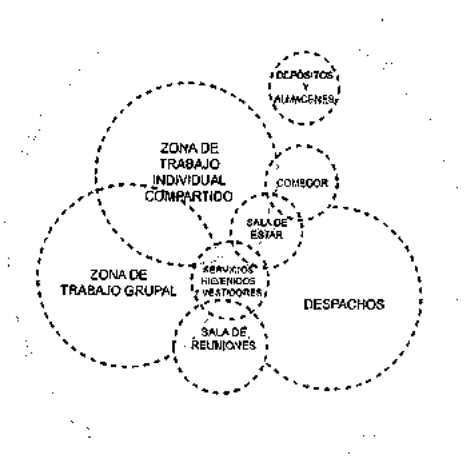 DEPÓSITOS
Y
ALMACENES
ZONA DE
TRABAJO
INDIVIDUAL
COMPARTIDO
COMEDOR
SALA DE
ESTAR
SERVICIOS
HIGIENICOS
Y VESTIDORES
ZONA DE
TRABAJO GRUPAL
DESPACHOS
SALA DE
REUNIONES